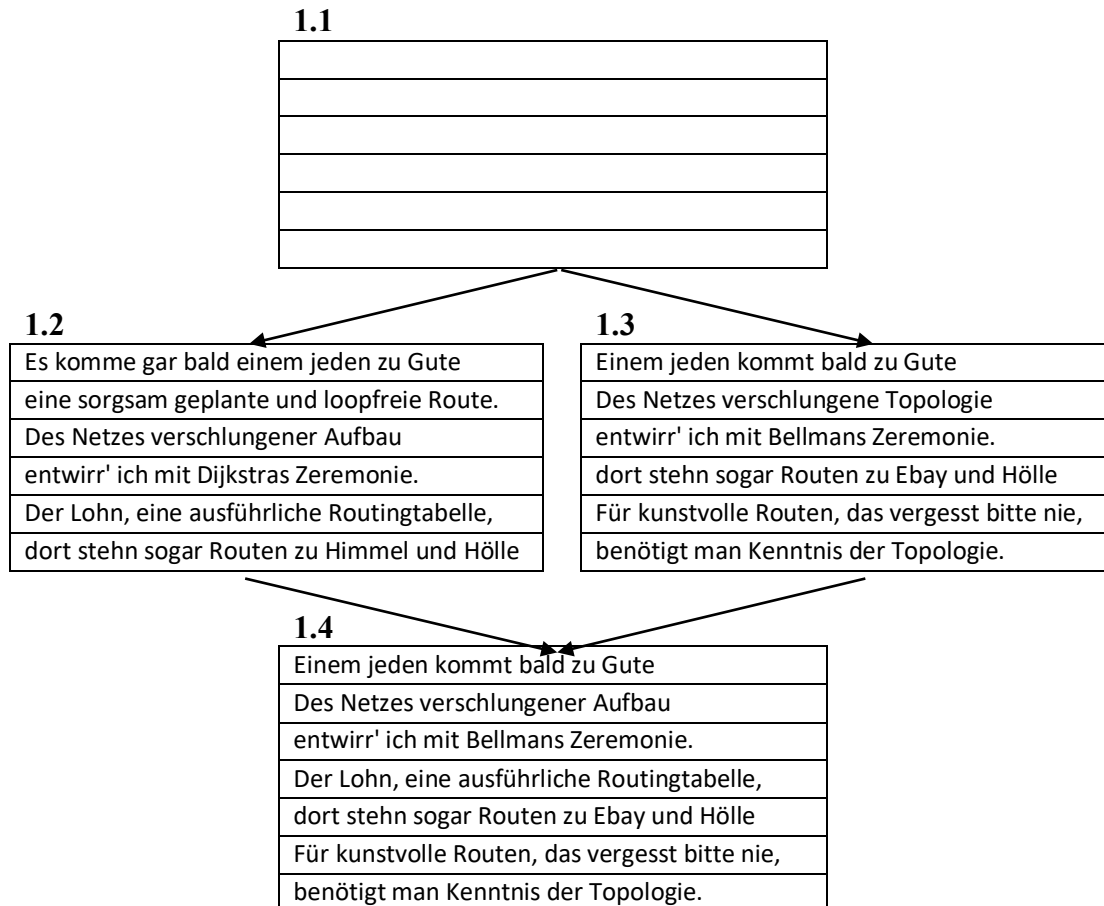 1.1
1.2
Es komme gar bald einem jeden zu Gute
eine sorgsam geplante und loopfreie Route.
Des Netzes verschlungener Aufbau
entwirr' ich mit Dijkstras Zeremonie.
Der Lohn, eine ausführliche Routingtabelle,
dort stehn sogar Routen zu Himmel und Hölle
1.3
Einem jeden kommt bald zu Gute
Des Netzes verschlungene Topologie
entwirr' ich mit Bellmans Zeremonie.
dort stehn sogar Routen zu Ebay und Hölle
Für kunstvolle Routen, das vergesst bitte nie,
benötigt man Kenntnis der Topologie.
1.4
Einem jeden kommt bald zu Gute
Des Netzes verschlungener Aufbau
entwirr' ich mit Bellmans Zeremonie.
Der Lohn, eine ausführliche Routingtabelle,
dort stehn sogar Routen zu Ebay und Hölle
Für kunstvolle Routen, das vergesst bitte nie,
benötigt man Kenntnis der Topologie.